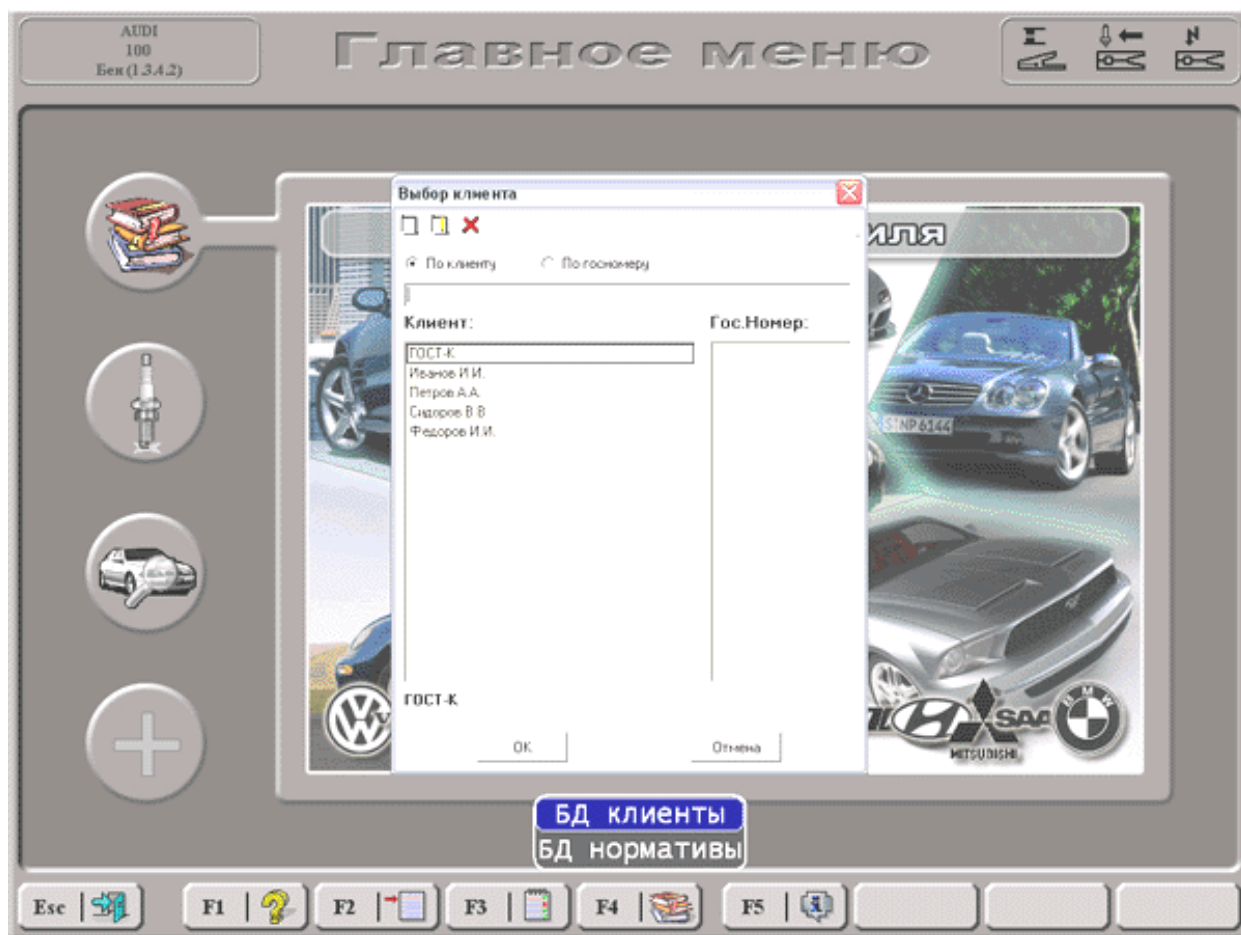 AUDI
100
Бен (1.3.4.2)
Главное меню
Выбор клиента
По клиенту
По госномеру
иля
Клиент:
Гос.Номер:
ГОСТ-К
Иванов И.И.
Петров А.А.
Сидоров В.В
Федоров И.И.
S NP 6144
ГОСТ-К
OK
Отмена
SAA
BMW
MITSUBISHI
БД клиенты
БД нормативы
Esc
F1
F2
F3
F4
F5